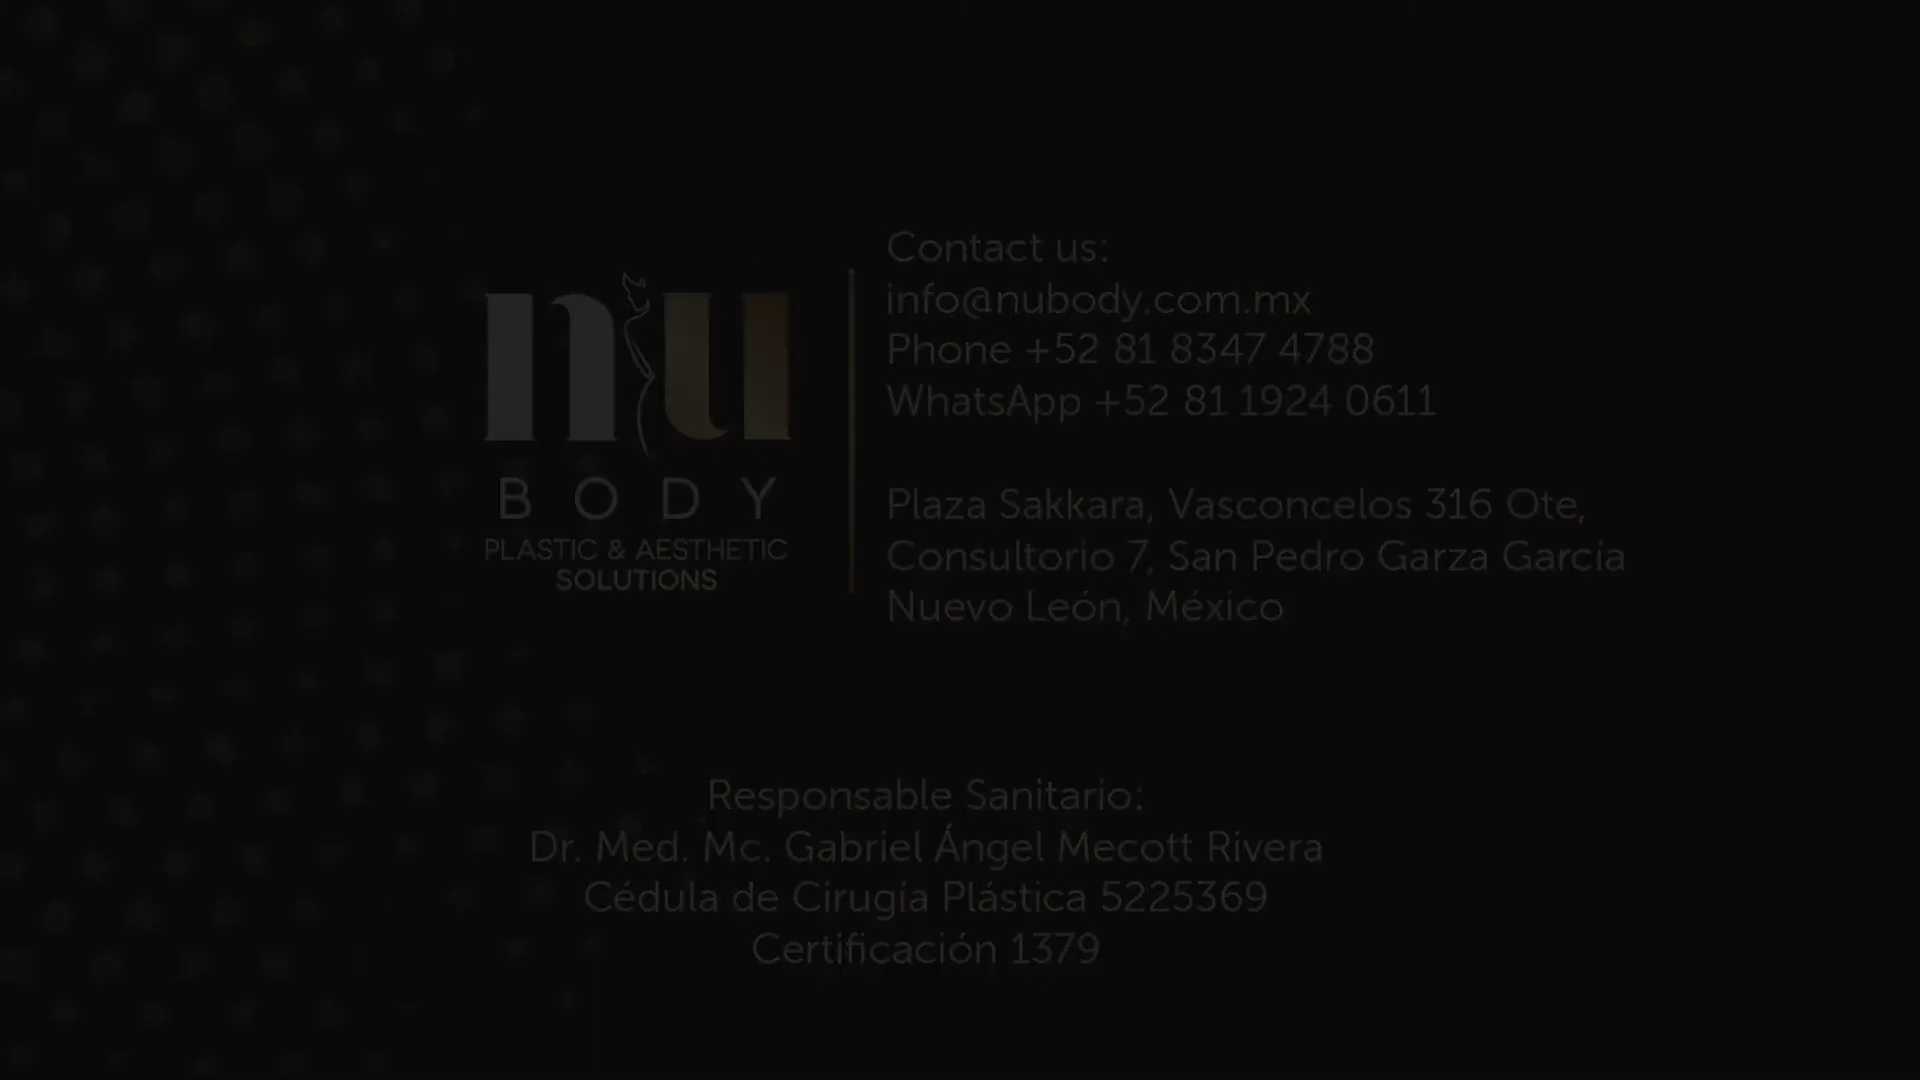 nu
BODY
PLASTIC & AESTHETIC
SOLUTIONS
Contact us:
info@nubody.com.mx
Phone +52 81 8347 4788
WhatsApp +52 81 1924 0611
Plaza Sakkara, Vasconcelos 316 Ote,
Consultorio 7, San Pedro Garza García
Nuevo León, México
Responsable Sanitario:
Dr. Med. Mc. Gabriel Ángel Mecott Rivera
Cédula de Cirugía Plástica 5225369
Certificación 1379